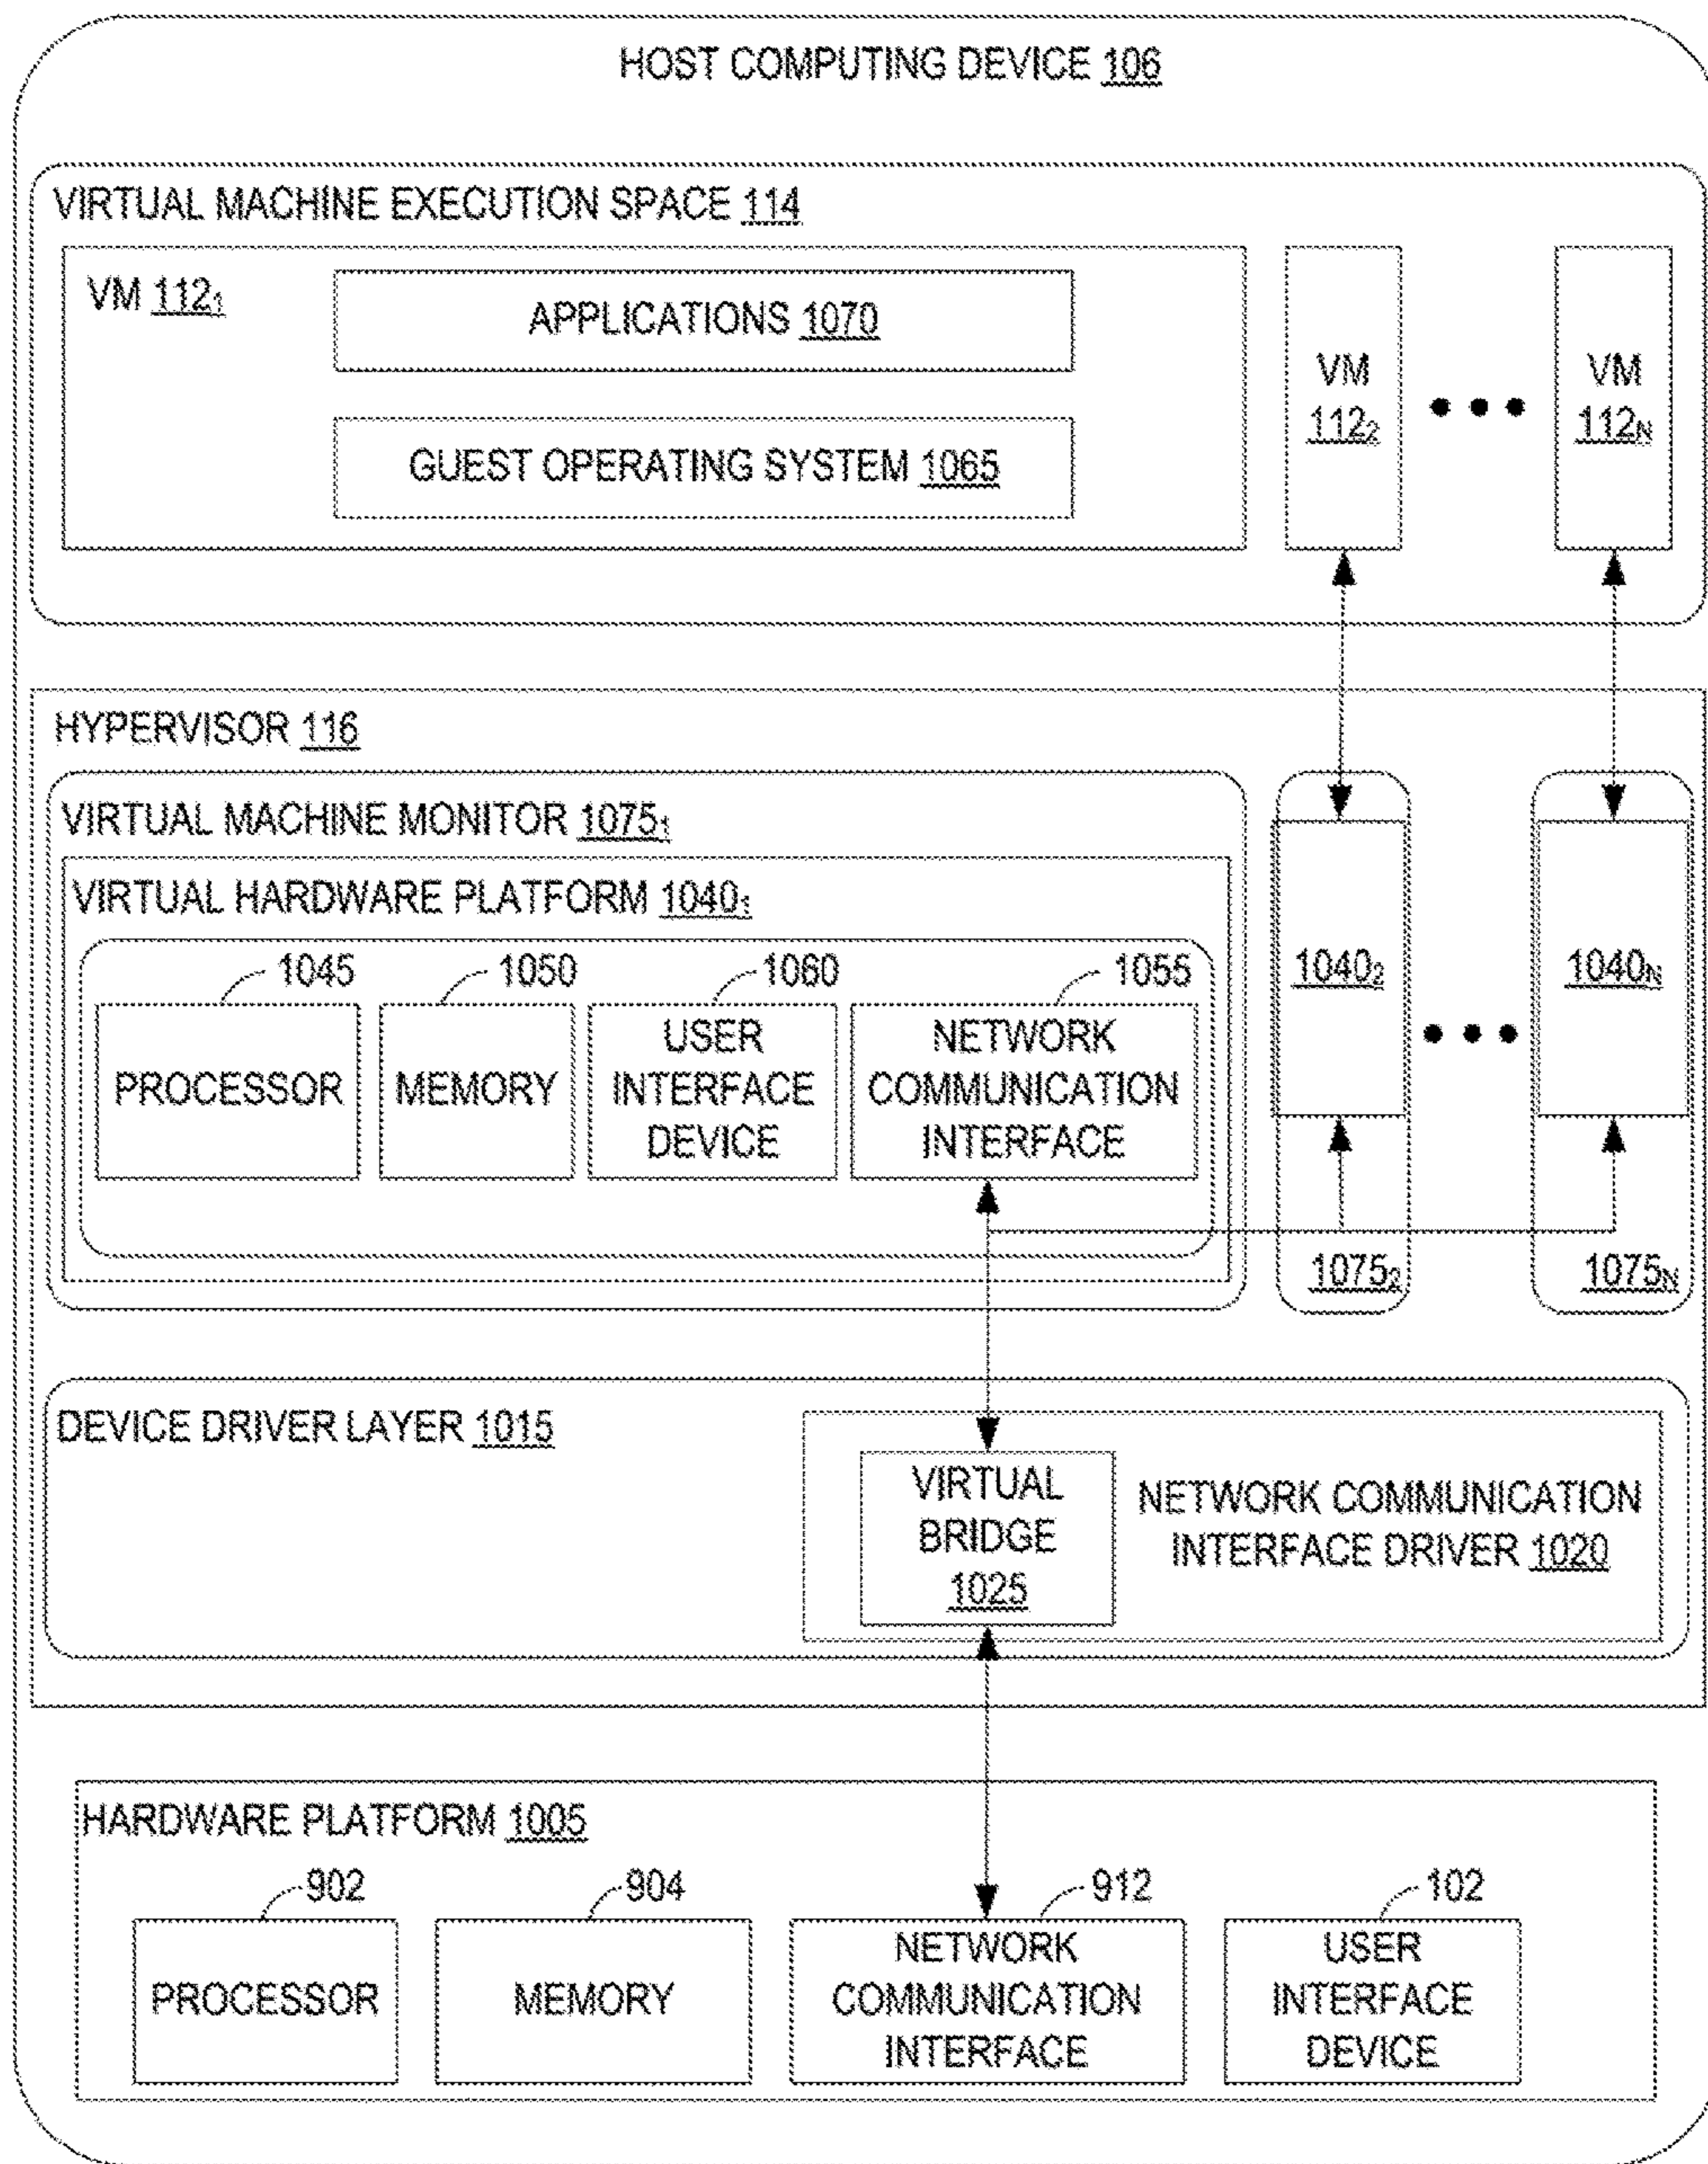 HOST COMPUTING DEVICE 106
VIRTUAL MACHINE EXECUTION SPACE 114
VM 112₁
APPLICATIONS 1070
GUEST OPERATING SYSTEM 1065
VM
112₂
VM
112N
HYPERVISOR 116
VIRTUAL MACHINE MONITOR 1075₁
VIRTUAL HARDWARE PLATFORM 1040₁
1045
1050
1060
1055
PROCESSOR
MEMORY
USER
INTERFACE
DEVICE
NETWORK
COMMUNICATION
INTERFACE
1040₂
1040N
1075₂
1075N
DEVICE DRIVER LAYER 1015
VIRTUAL
BRIDGE
1025
NETWORK COMMUNICATION
INTERFACE DRIVER 1020
HARDWARE PLATFORM 1005
902
904
912
102
PROCESSOR
MEMORY
NETWORK
COMMUNICATION
INTERFACE
USER
INTERFACE
DEVICE